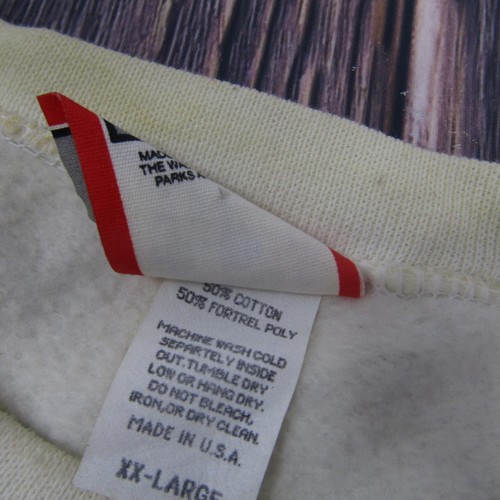 MAD
THE WA
PARKS A
50% COTTON
50% FORTREL POLY
MACHINE WASH COLD
SEPARTELY INSIDE
OUT. TUMBLE DRY
LOW OR HANG DRY.
DO NOT BLEACH,
IRON, OR DRY CLEAN.
MADE IN U.S.A.
XX-LARGE